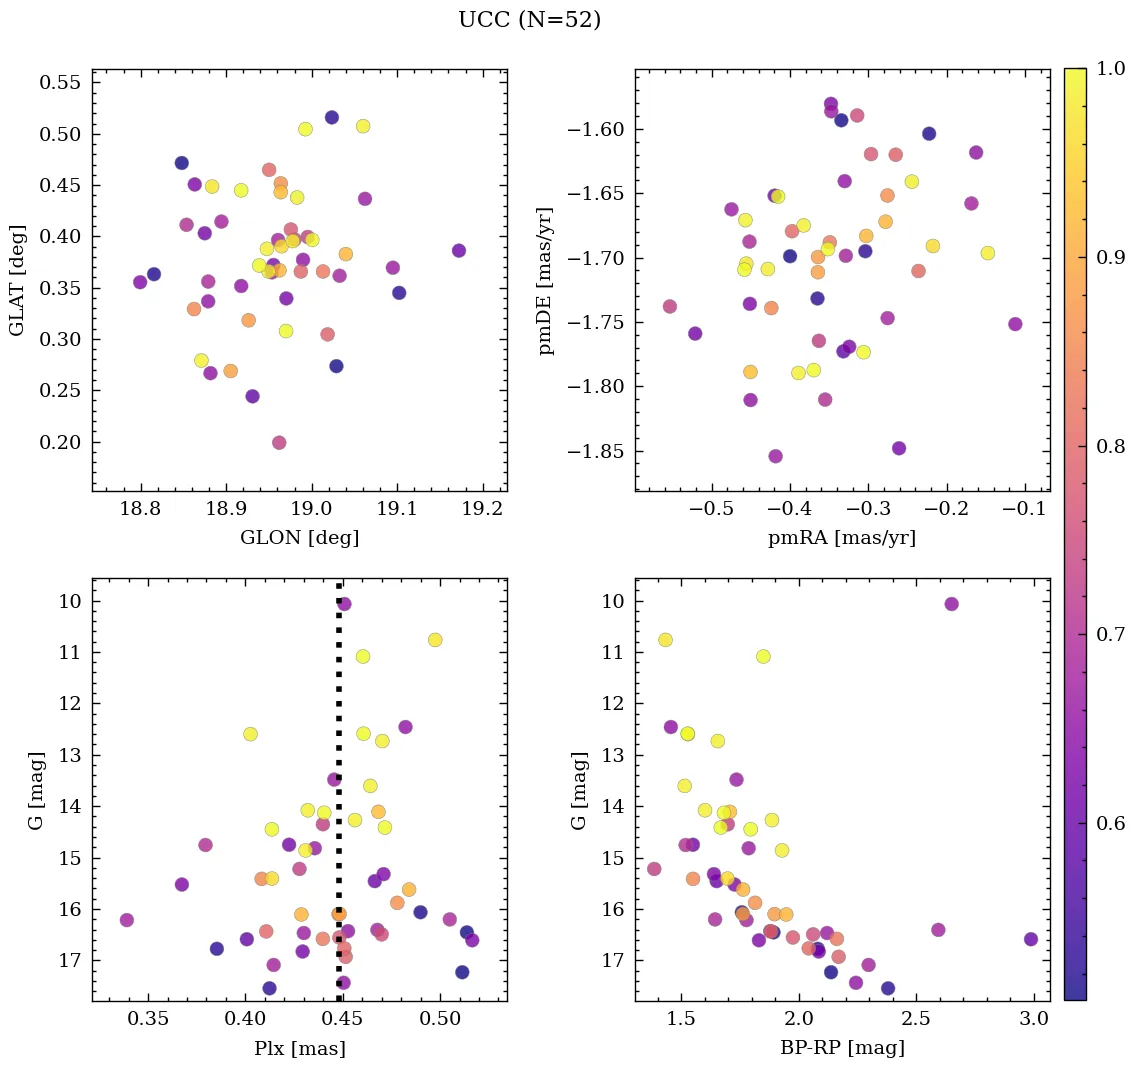 UCC (N=52)
0.55
0.50
0.45
0.40
0.35
0.30
0.25
0.20
GLAT [deg]
18.8 18.9 19.0 19.1 19.2
GLON [deg]
−1.60
−1.65
−1.70
−1.75
−1.80
−1.85
pmDE [mas/yr]
−0.5 −0.4 −0.3 −0.2 −0.1
pmRA [mas/yr]
1.0
0.9
0.8
0.7
0.6
10
11
12
13
14
15
16
17
G [mag]
0.35 0.40 0.45 0.50
Plx [mas]
10
11
12
13
14
15
16
17
G [mag]
1.5 2.0 2.5 3.0
BP-RP [mag]